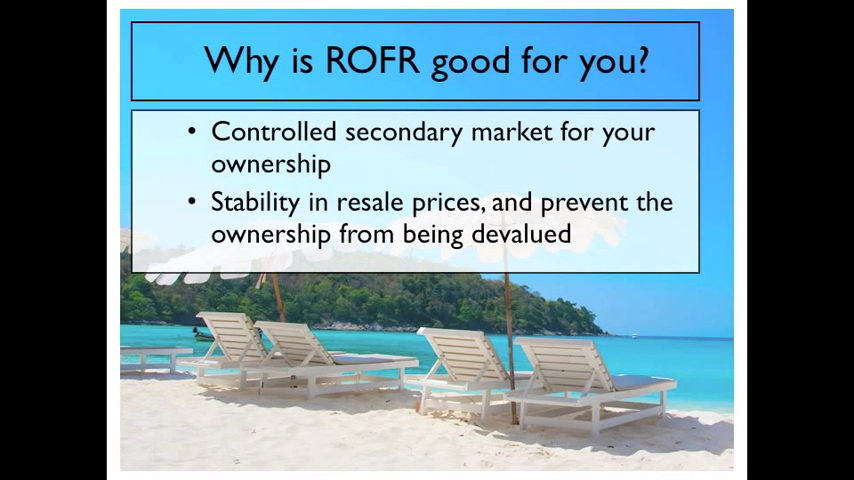 Why is ROFR good for you?
• Controlled secondary market for your
ownership
• Stability in resale prices, and prevent the
ownership from being devalued